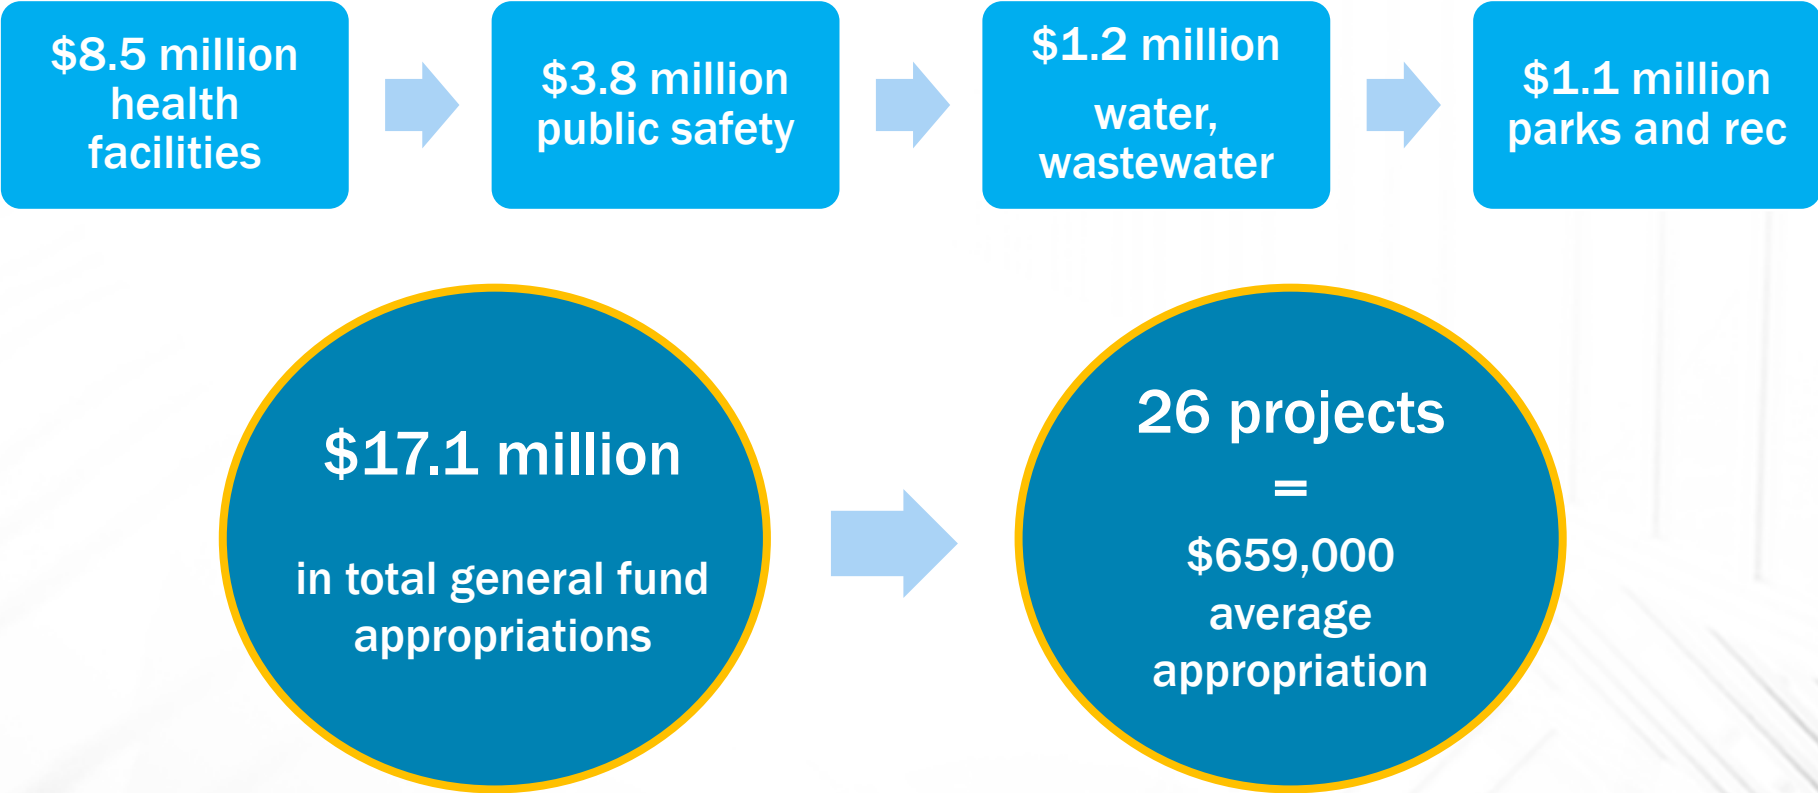 $8.5 million
health
facilities
$3.8 million
public safety
$1.2 million
water,
wastewater
$1.1 million
parks and rec
$17.1 million
in total general fund
appropriations
26 projects
=
$659,000
average
appropriation